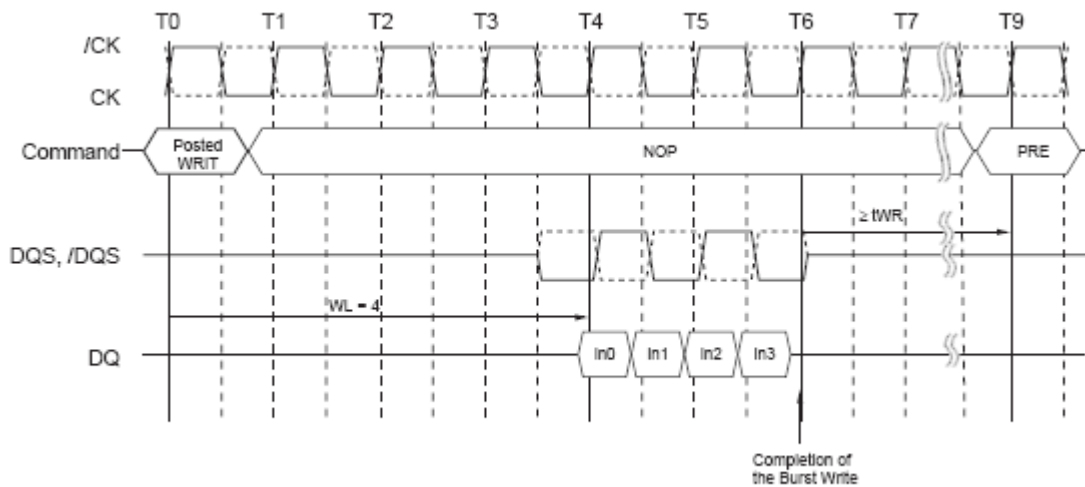 T0 T1 T2 T3 T4 T5 T6 T7 T9
/CK
CK
Command
Posted
WRIT
NOP
PRE
≥ tWR
DQS, /DQS
WL = 4
DQ
In0 In1 In2 In3
Completion of
the Burst Write